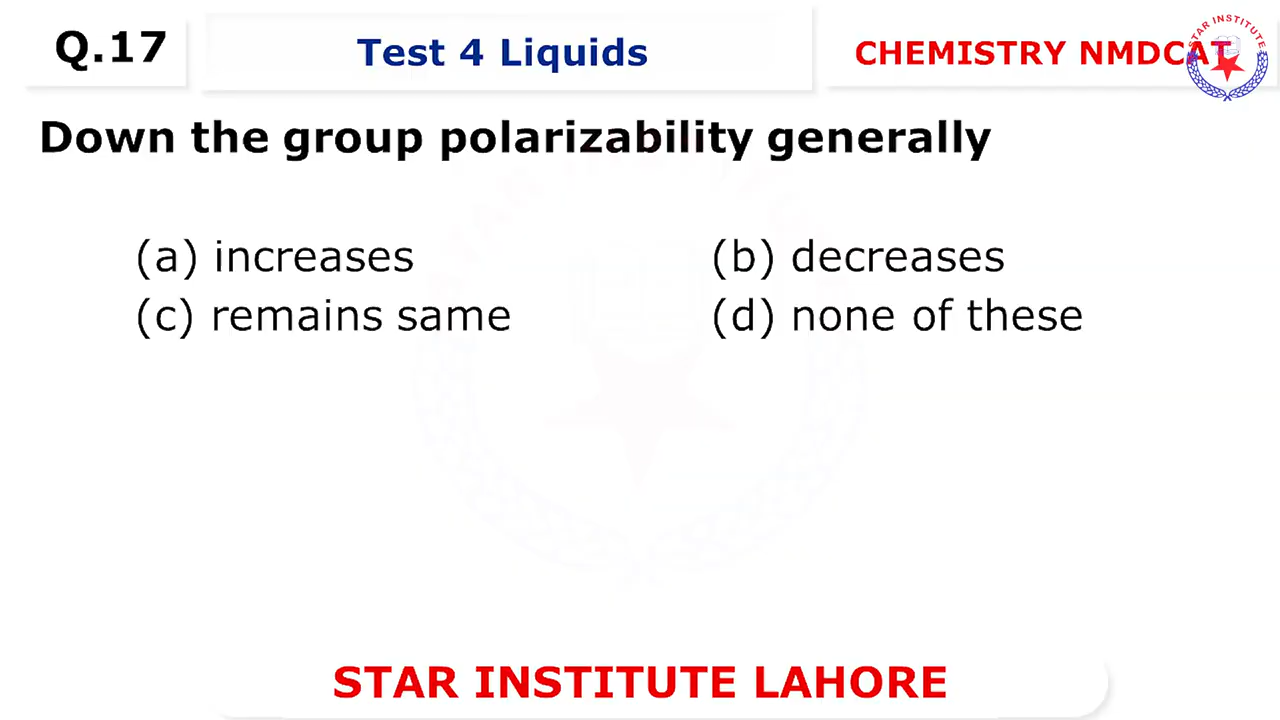 Q.17
Test 4 Liquids
CHEMISTRY NMDCAT
STAR INSTITUTE
Down the group polarizability generally
(a) increases
(b) decreases
(c) remains same
(d) none of these
STAR INSTITUTE LAHORE